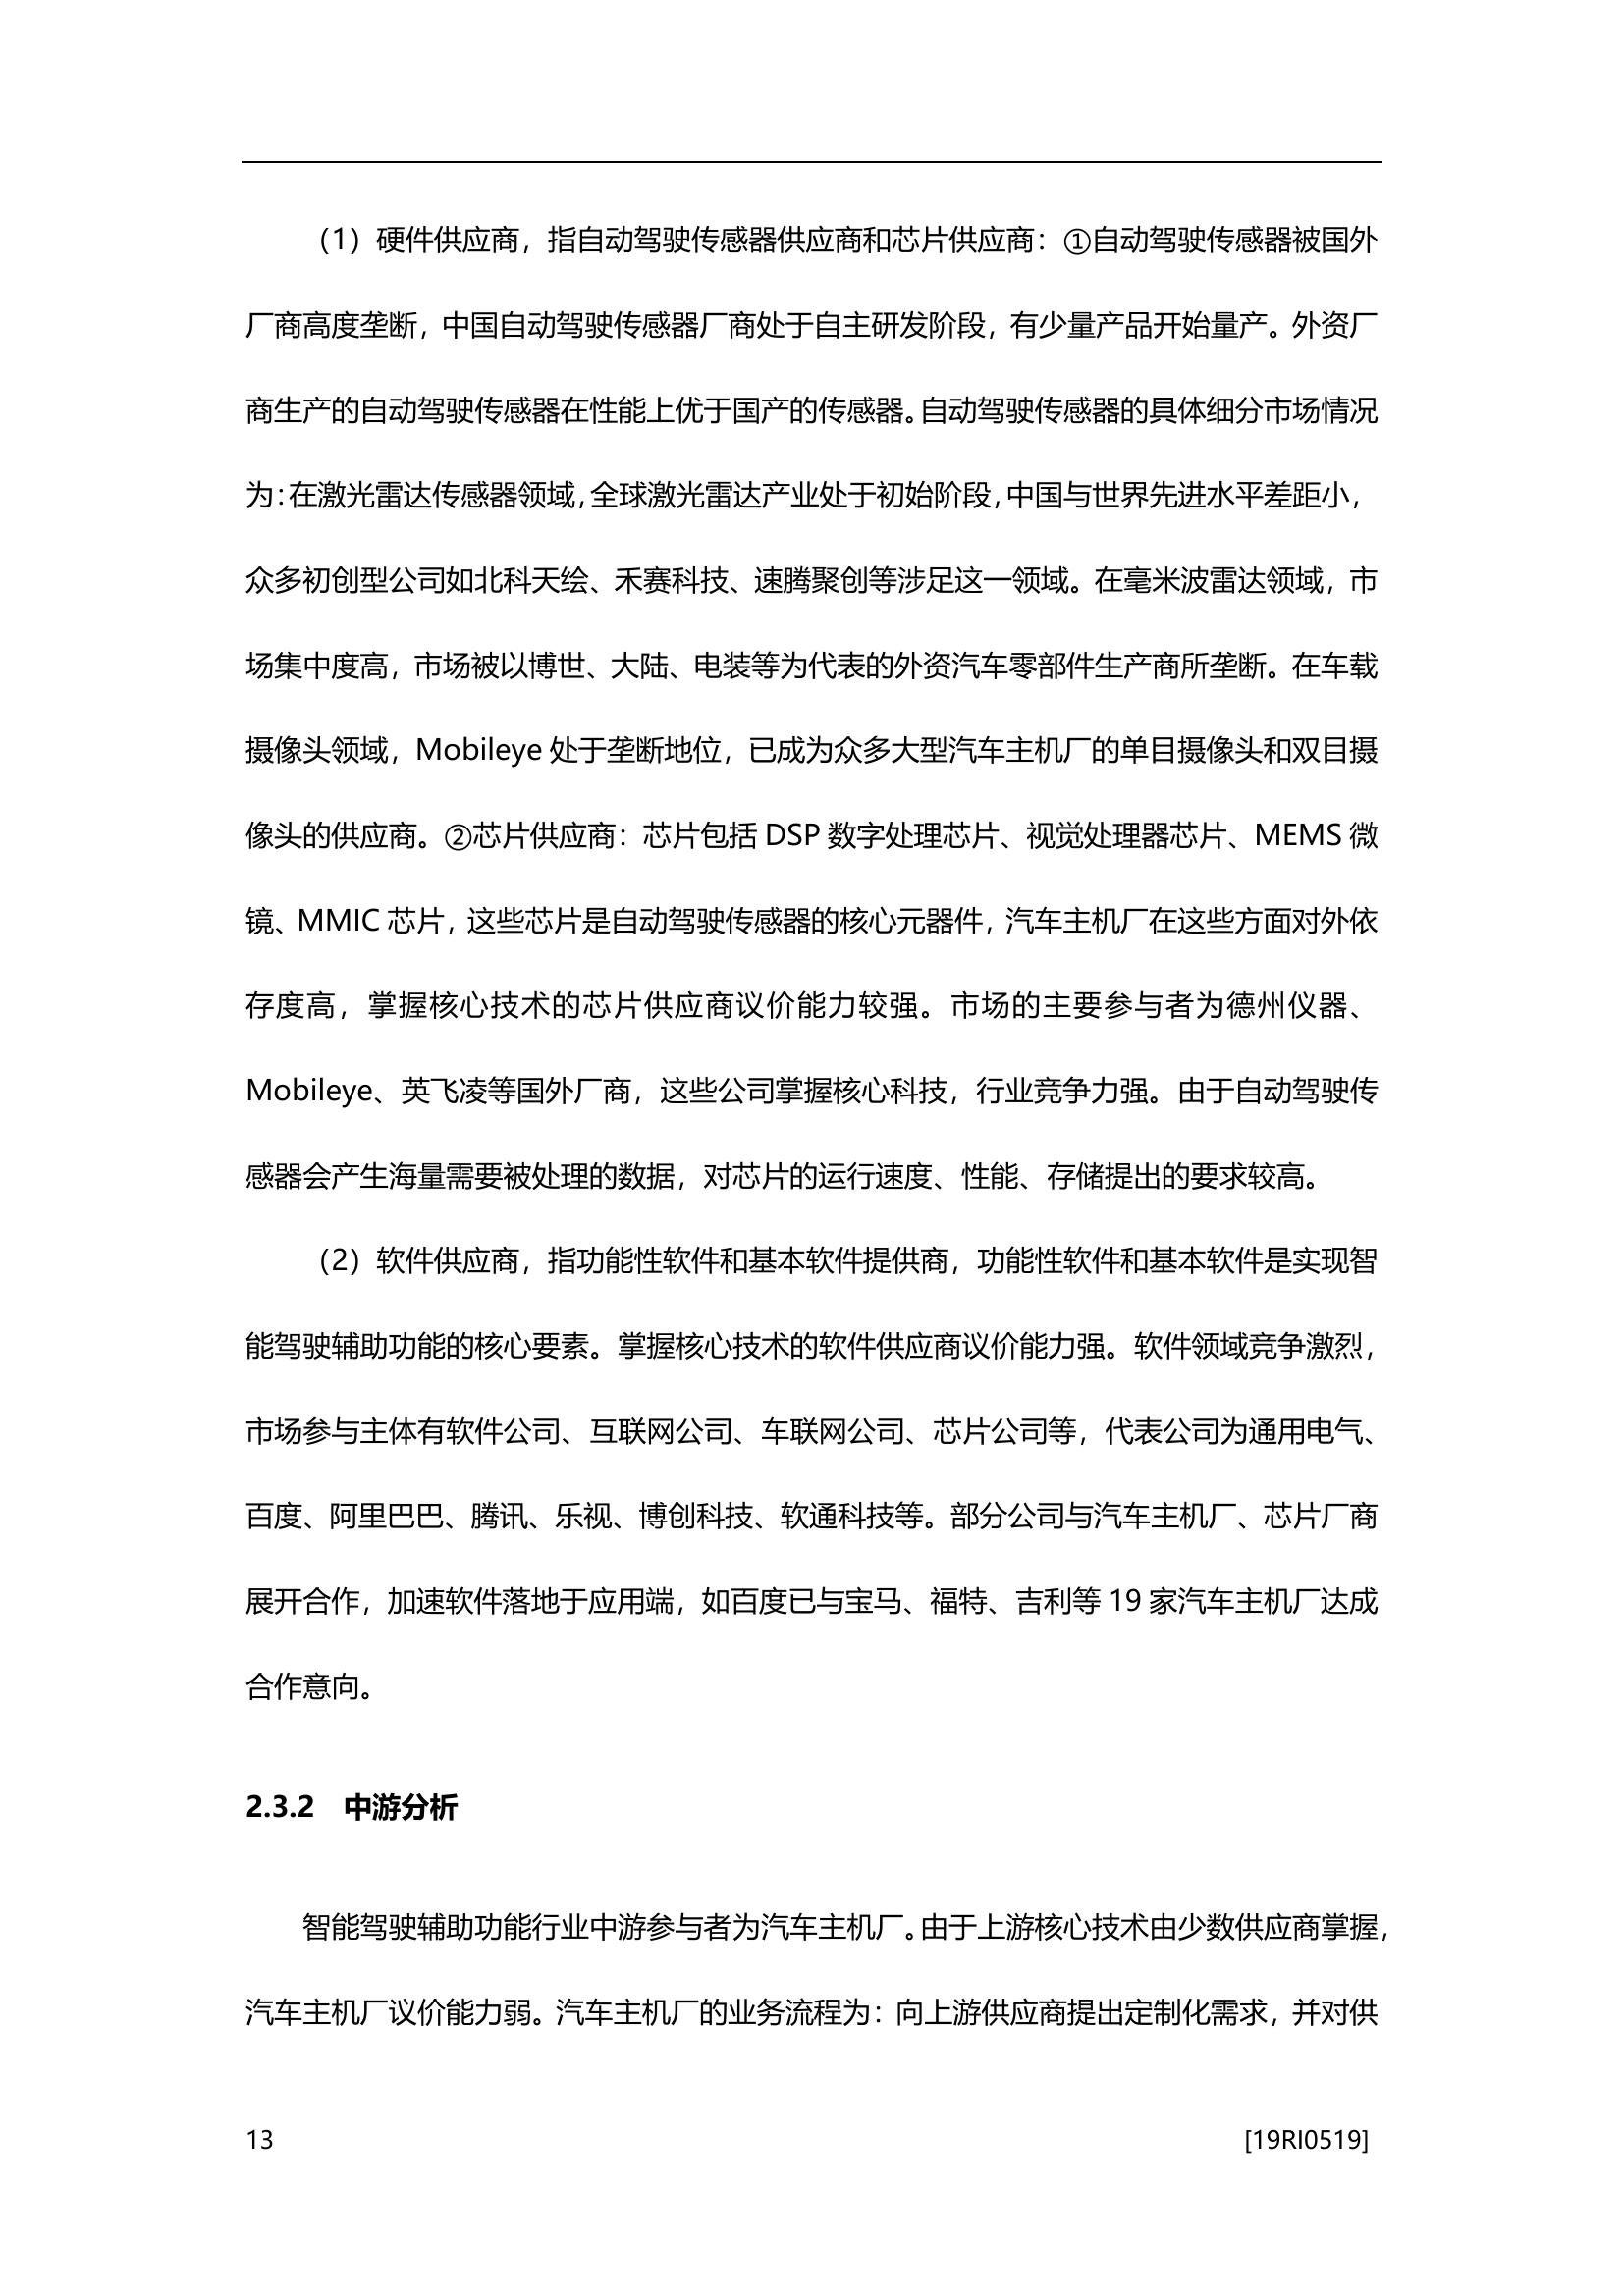 （1）硬件供应商，指自动驾驶传感器供应商和芯片供应商：①自动驾驶传感器被国外
厂商高度垄断，中国自动驾驶传感器厂商处于自主研发阶段，有少量产品开始量产。外资厂
商生产的自动驾驶传感器在性能上优于国产的传感器。自动驾驶传感器的具体细分市场情况
为：在激光雷达传感器领域，全球激光雷达产业处于初始阶段，中国与世界先进水平差距小，
众多初创型公司如北科天绘、禾赛科技、速腾聚创等涉足这一领域。在毫米波雷达领域，市
场集中度高，市场被以博世、大陆、电装等为代表的外资汽车零部件生产商所垄断。在车载
摄像头领域，Mobileye 处于垄断地位，已成为众多大型汽车主机厂的单目摄像头和双目摄
像头的供应商。②芯片供应商：芯片包括 DSP 数字处理芯片、视觉处理器芯片、MEMS 微
镜、MMIC 芯片，这些芯片是自动驾驶传感器的核心元器件，汽车主机厂在这些方面对外依
存度高，掌握核心技术的芯片供应商议价能力较强。市场的主要参与者为德州仪器、
Mobileye、英飞凌等国外厂商，这些公司掌握核心科技，行业竞争力强。由于自动驾驶传
感器会产生海量需要被处理的数据，对芯片的运行速度、性能、存储提出的要求较高。
（2）软件供应商，指功能性软件和基本软件提供商，功能性软件和基本软件是实现智
能驾驶辅助功能的核心要素。掌握核心技术的软件供应商议价能力强。软件领域竞争激烈，
市场参与主体有软件公司、互联网公司、车联网公司、芯片公司等，代表公司为通用电气、
百度、阿里巴巴、腾讯、乐视、博创科技、软通科技等。部分公司与汽车主机厂、芯片厂商
展开合作，加速软件落地于应用端，如百度已与宝马、福特、吉利等 19 家汽车主机厂达成
合作意向。
2.3.2 中游分析
智能驾驶辅助功能行业中游参与者为汽车主机厂。由于上游核心技术由少数供应商掌握，
汽车主机厂议价能力弱。汽车主机厂的业务流程为：向上游供应商提出定制化需求，并对供
13 [19RI0519]